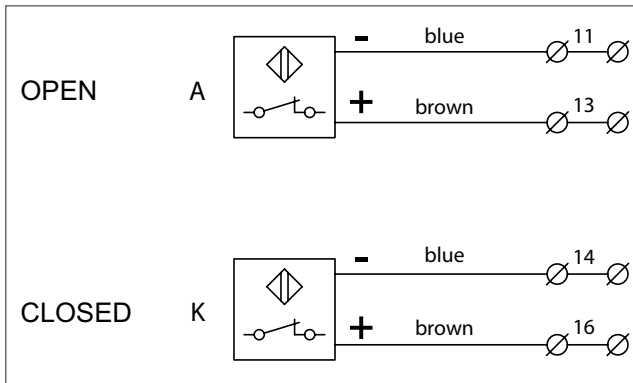 - blue 11
OPEN A
+ brown 13
- blue 14
CLOSED K
+ brown 16